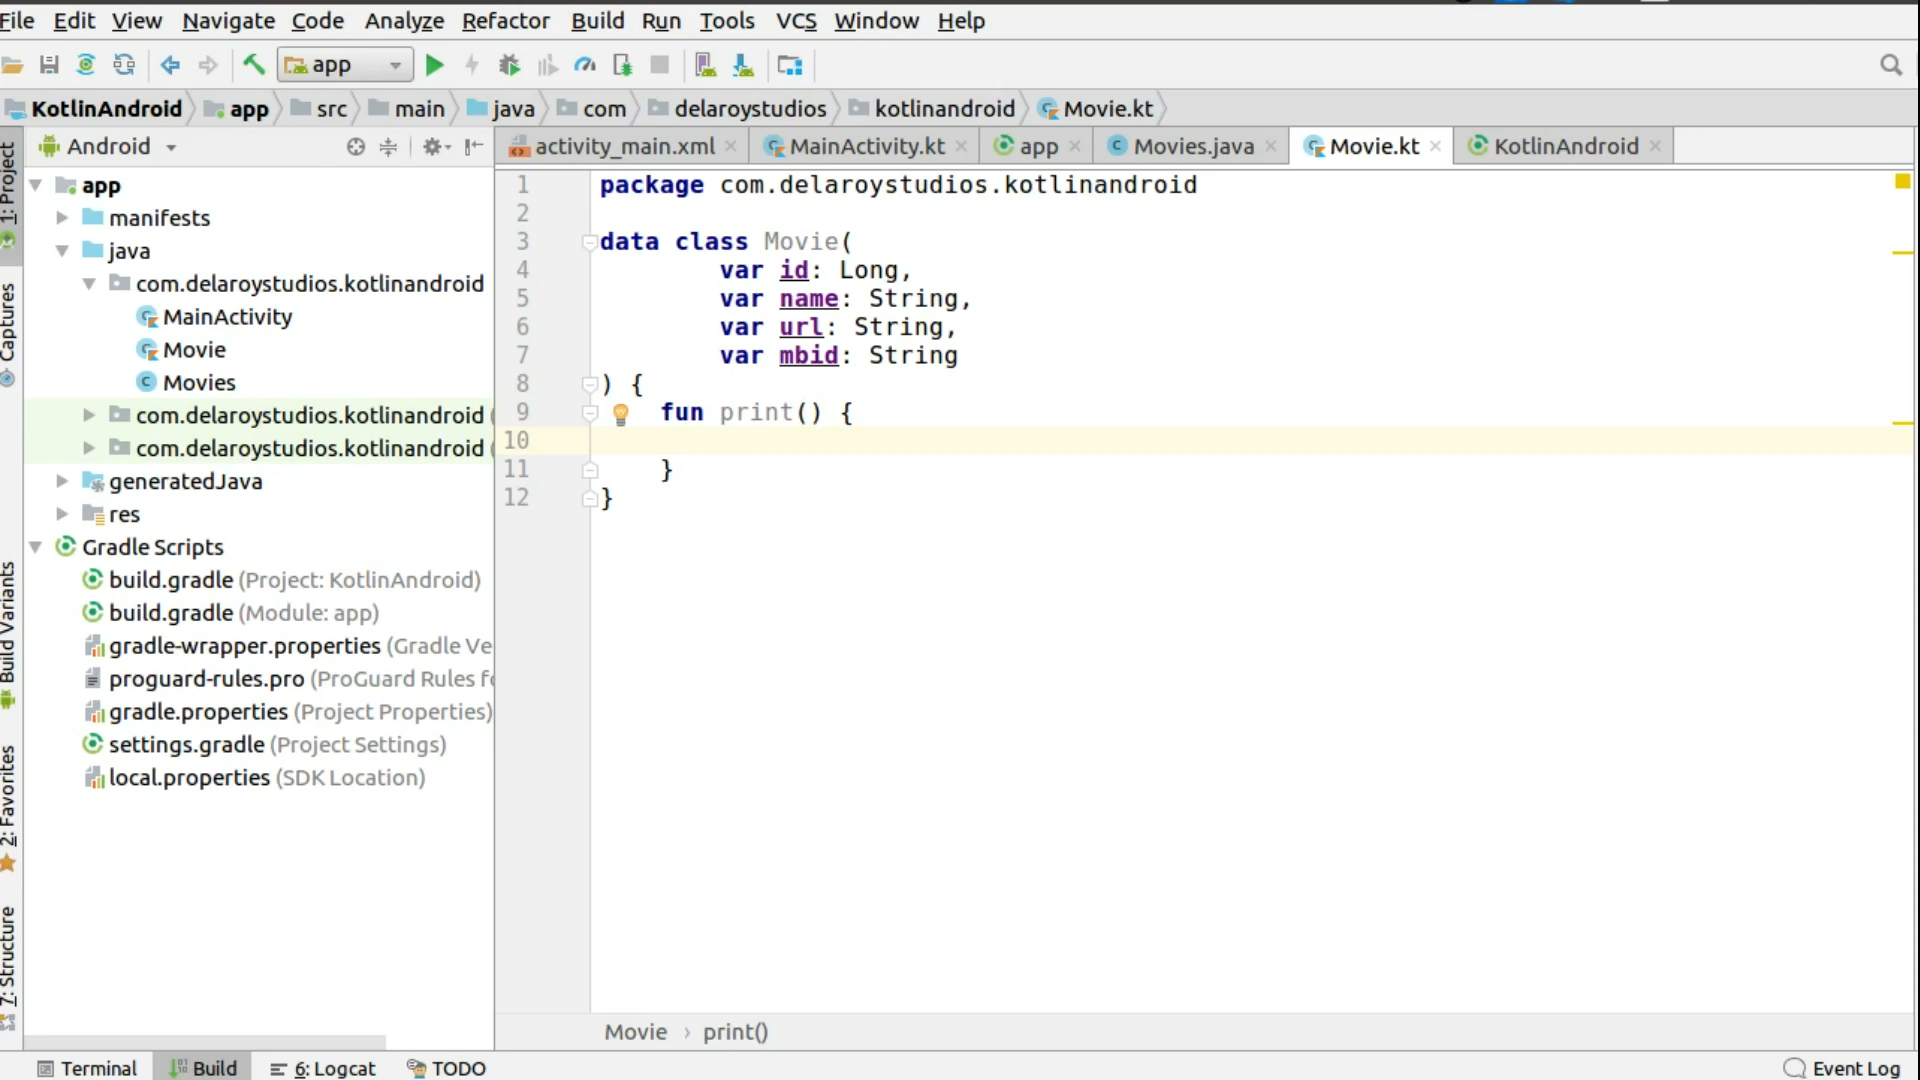 File Edit View Navigate Code Analyze Refactor Build Run Tools VCS Window Help
app
KotlinAndroid app src main java com delaroystudios kotlinandroid Movie.kt
Android
activity_main.xml MainActivity.kt app Movies.java Movie.kt KotlinAndroid
1: Project
Captures
Build Variants
2: Favorites
7: Structure
app
manifests
java
com.delaroystudios.kotlinandroid
MainActivity
Movie
Movies
com.delaroystudios.kotlinandroid (
com.delaroystudios.kotlinandroid (
generatedJava
res
Gradle Scripts
build.gradle (Project: KotlinAndroid)
build.gradle (Module: app)
gradle-wrapper.properties (Gradle Ve
proguard-rules.pro (ProGuard Rules fo
gradle.properties (Project Properties)
settings.gradle (Project Settings)
local.properties (SDK Location)
1 package com.delaroystudios.kotlinandroid
2
3 data class Movie(
4 var id: Long,
5 var name: String,
6 var url: String,
7 var mbid: String
8 ) {
9 fun print() {
10
11 }
12 }
Movie › print()
Terminal Build 6: Logcat TODO Event Log